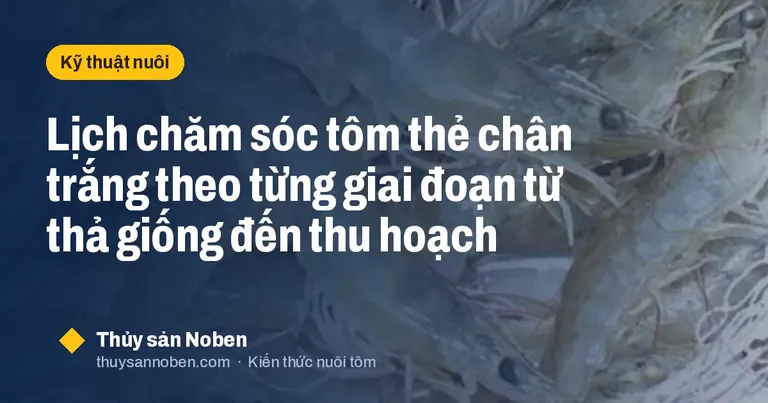 Kỹ thuật nuôi
Lịch chăm sóc tôm thẻ chân
trắng theo từng giai đoạn từ
thả giống đến thu hoạch
Thủy sản Noben
thuysannoben.com · Kiến thức nuôi tôm